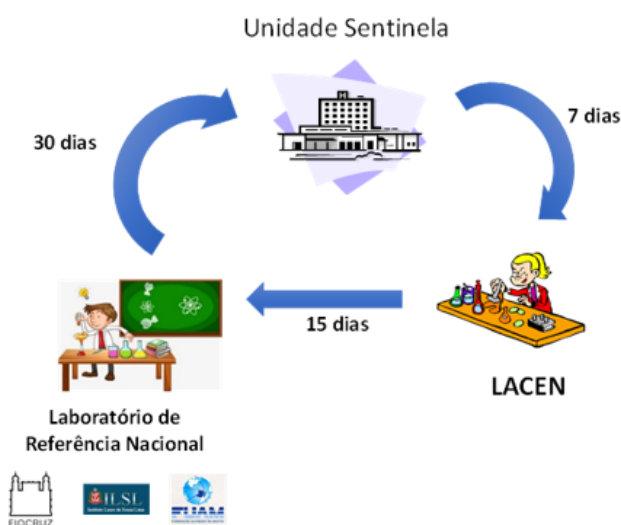 Unidade Sentinela
H
30 dias
7 dias
15 dias
LACEN
Laboratório de
Referência Nacional
FIOCRUZ
ILSL
FUAM